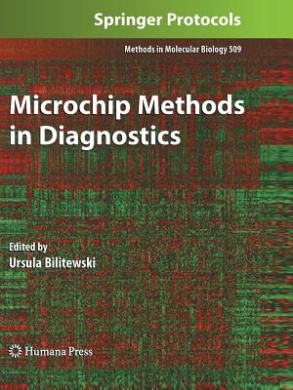 Springer Protocols
Methods in Molecular Biology 509
Microchip Methods
in Diagnostics
Edited by
Ursula Bilitewski
Humana Press